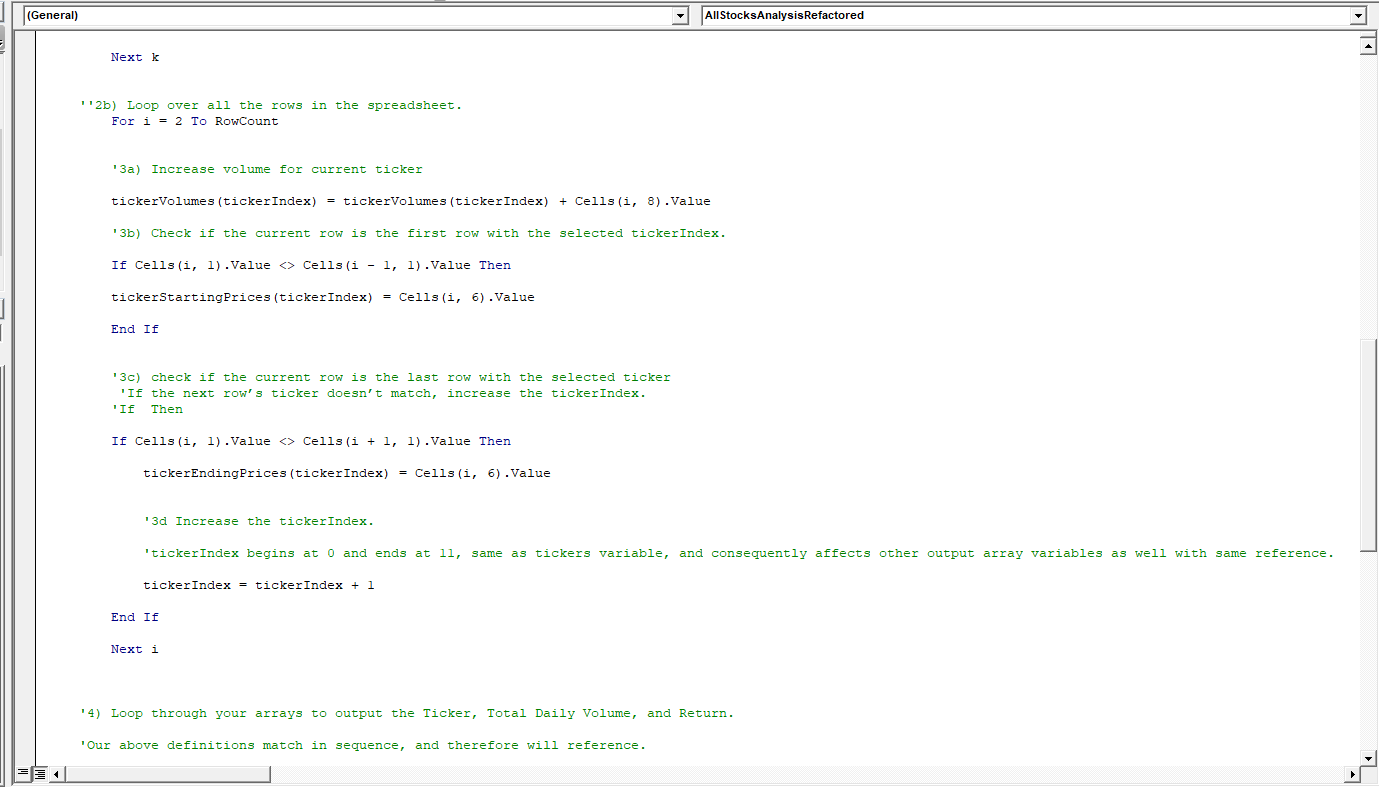 (General)
AllStocksAnalysisRefactored
Next k
''2b) Loop over all the rows in the spreadsheet.
For i = 2 To RowCount
'3a) Increase volume for current ticker
tickerVolumes(tickerIndex) = tickerVolumes(tickerIndex) + Cells(i, 8).Value
'3b) Check if the current row is the first row with the selected tickerIndex.
If Cells(i, 1).Value <> Cells(i - 1, 1).Value Then
tickerStartingPrices(tickerIndex) = Cells(i, 6).Value
End If
'3c) check if the current row is the last row with the selected ticker
'If the next row’s ticker doesn’t match, increase the tickerIndex.
'If  Then
If Cells(i, 1).Value <> Cells(i + 1, 1).Value Then
tickerEndingPrices(tickerIndex) = Cells(i, 6).Value
'3d Increase the tickerIndex.
'tickerIndex begins at 0 and ends at 11, same as tickers variable, and consequently affects other output array variables as well with same reference.
tickerIndex = tickerIndex + 1
End If
Next i
'4) Loop through your arrays to output the Ticker, Total Daily Volume, and Return.
'Our above definitions match in sequence, and therefore will reference.